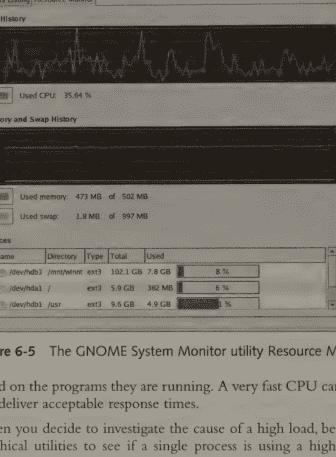 Listing Resource Monitor
History
Used CPU: 35.64 %
ory and Swap History
Used memory: 473 MB of 502 MB
Used swap: 1.8 MB of 997 MB
ces
ame Directory Type Total Used
/dev/hdb3 /mnt/winnt ext3 102.1 GB 7.8 GB 8 %
/dev/hda1 / ext3 5.9 GB 382 MB 6 %
/dev/hdb1 /usr ext3 9.6 GB 4.9 GB 1 %
re 6-5 The GNOME System Monitor utility Resource M
d on the programs they are running. A very fast CPU ca
deliver acceptable response times.
en you decide to investigate the cause of a high load, be
hical utilities to see if a single process is using a high